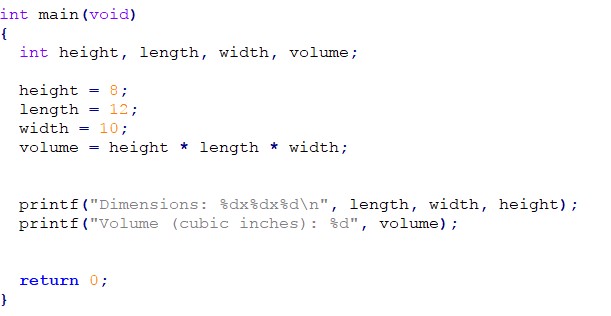 int main(void)
{
  int height, length, width, volume;
  height = 8;
  length = 12;
  width = 10;
  volume = height * length * width;
  printf("Dimensions: %dx%dx%d\n", length, width, height);
  printf("Volume (cubic inches): %d", volume);
  return 0;
}